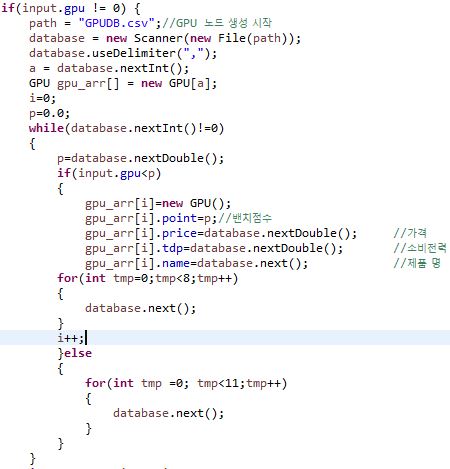 if(input.gpu != 0) {
path = "GPUDB.csv";//GPU 노드 생성 시작
database = new Scanner(new File(path));
database.useDelimiter(",");
a = database.nextInt();
GPU gpu_arr[] = new GPU[a];
i=0;
p=0.0;
while(database.nextInt()!=0)
{
p=database.nextDouble();
if(input.gpu<p)
{
gpu_arr[i]=new GPU();
gpu_arr[i].point=p;//밴치점수
gpu_arr[i].price=database.nextDouble(); //가격
gpu_arr[i].tdp=database.nextDouble(); //소비전력
gpu_arr[i].name=database.next(); //제품 명
for(int tmp=0;tmp<8;tmp++)
{
database.next();
}
i++;
}else
{
for(int tmp =0; tmp<11;tmp++)
{
database.next();
}
}
}